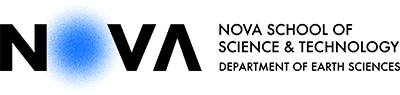 NOVA
NOVA SCHOOL OF
SCIENCE & TECHNOLOGY
DEPARTMENT OF EARTH SCIENCES